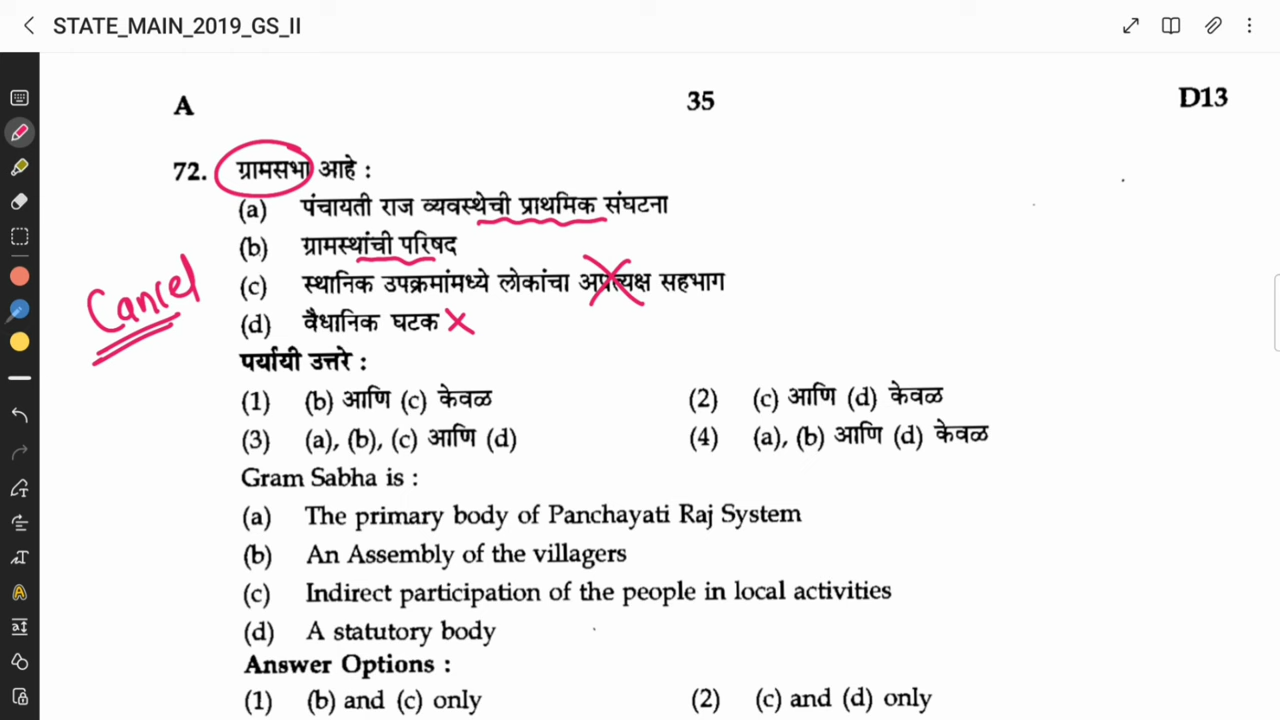 STATE_MAIN_2019_GS_II
A 35 D13
72. ग्रामसभा आहे :
(a) पंचायती राज व्यवस्थेची प्राथमिक संघटना
(b) ग्रामस्थांची परिषद
(c) स्थानिक उपक्रमांमध्ये लोकांचा अप्रत्यक्ष सहभाग
Cancel
(d) वैधानिक घटक
पर्यायी उत्तरे :
(1) (b) आणि (c) केवळ (2) (c) आणि (d) केवळ
(3) (a), (b), (c) आणि (d) (4) (a), (b) आणि (d) केवळ
Gram Sabha is :
(a) The primary body of Panchayati Raj System
(b) An Assembly of the villagers
(c) Indirect participation of the people in local activities
(d) A statutory body
Answer Options :
(1) (b) and (c) only (2) (c) and (d) only